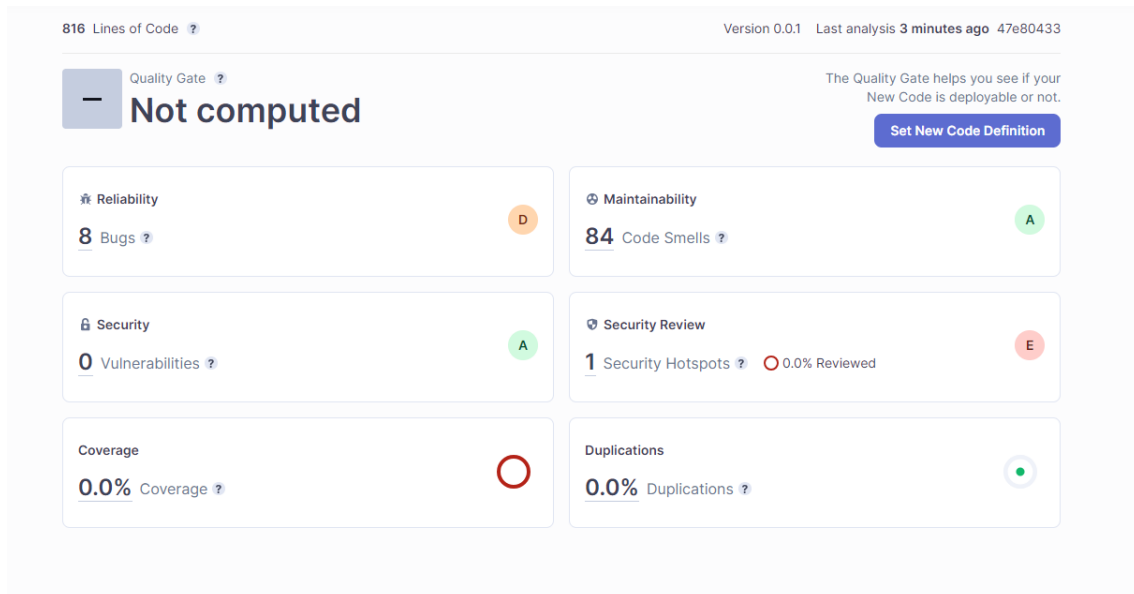 816 Lines of Code ? Version 0.0.1 Last analysis 3 minutes ago 47e80433
Quality Gate ?
Not computed
The Quality Gate helps you see if your
New Code is deployable or not.
Set New Code Definition
Reliability
8 Bugs ?
D
Maintainability
84 Code Smells ?
A
Security
0 Vulnerabilities ?
A
Security Review
1 Security Hotspots ? 0.0% Reviewed
E
Coverage
0.0% Coverage ?
Duplications
0.0% Duplications ?